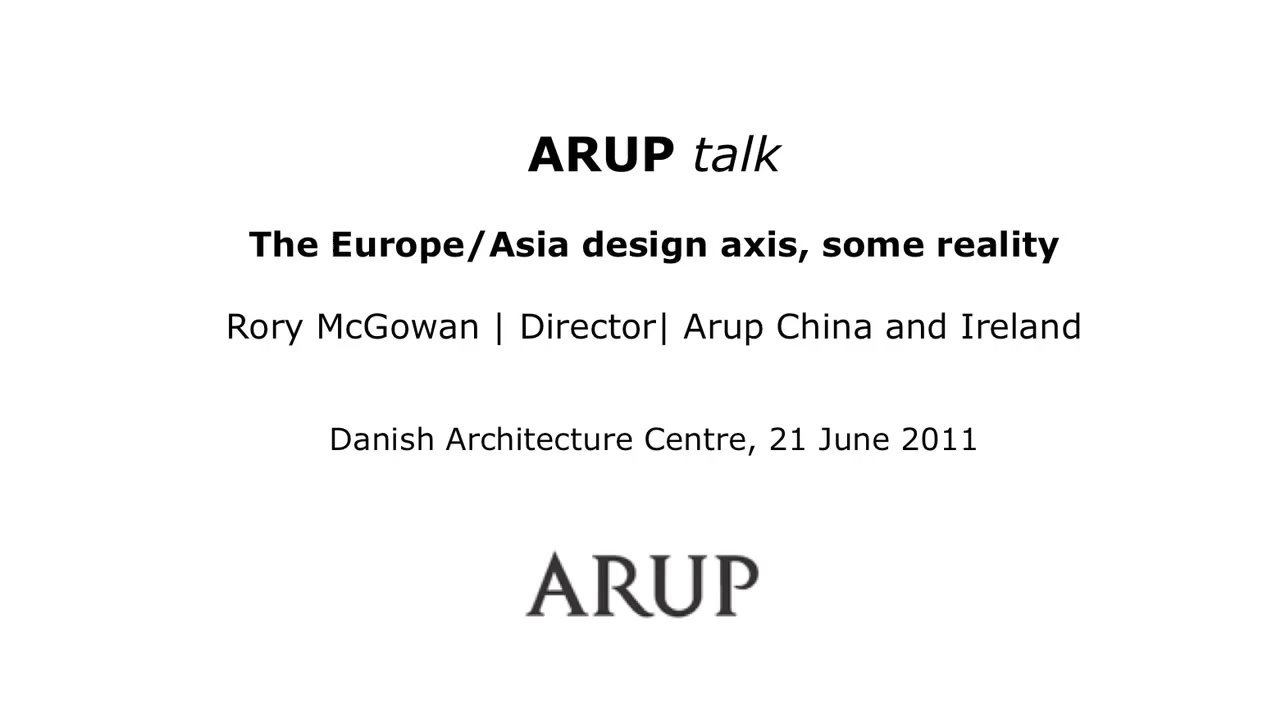 ARUP talk
The Europe/Asia design axis, some reality
Rory McGowan | Director| Arup China and Ireland
Danish Architecture Centre, 21 June 2011
ARUP